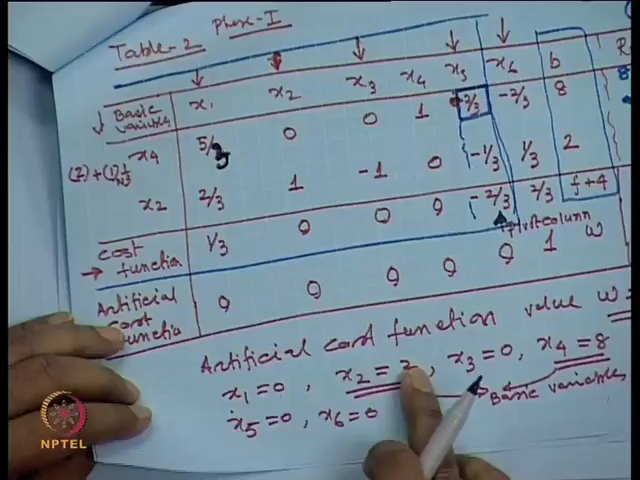 Table-2 Phase-I
Basic variables x1 x2 x3 x4 x5 x6 b R
x4 5/3 0 0 1 2/3 -2/3 8 8
(2)+(1)1/3
x2 2/3 1 -1 0 -1/3 1/3 2
Cost function 1/3 0 0 0 -2/3 2/3 f+4
Pivot column
Artificial cost function 0 0 0 0 0 1 w
Artificial cost function value w=
x1=0, x2=2, x3=0, x4=8
x5=0, x6=0 Basic variables
NPTEL